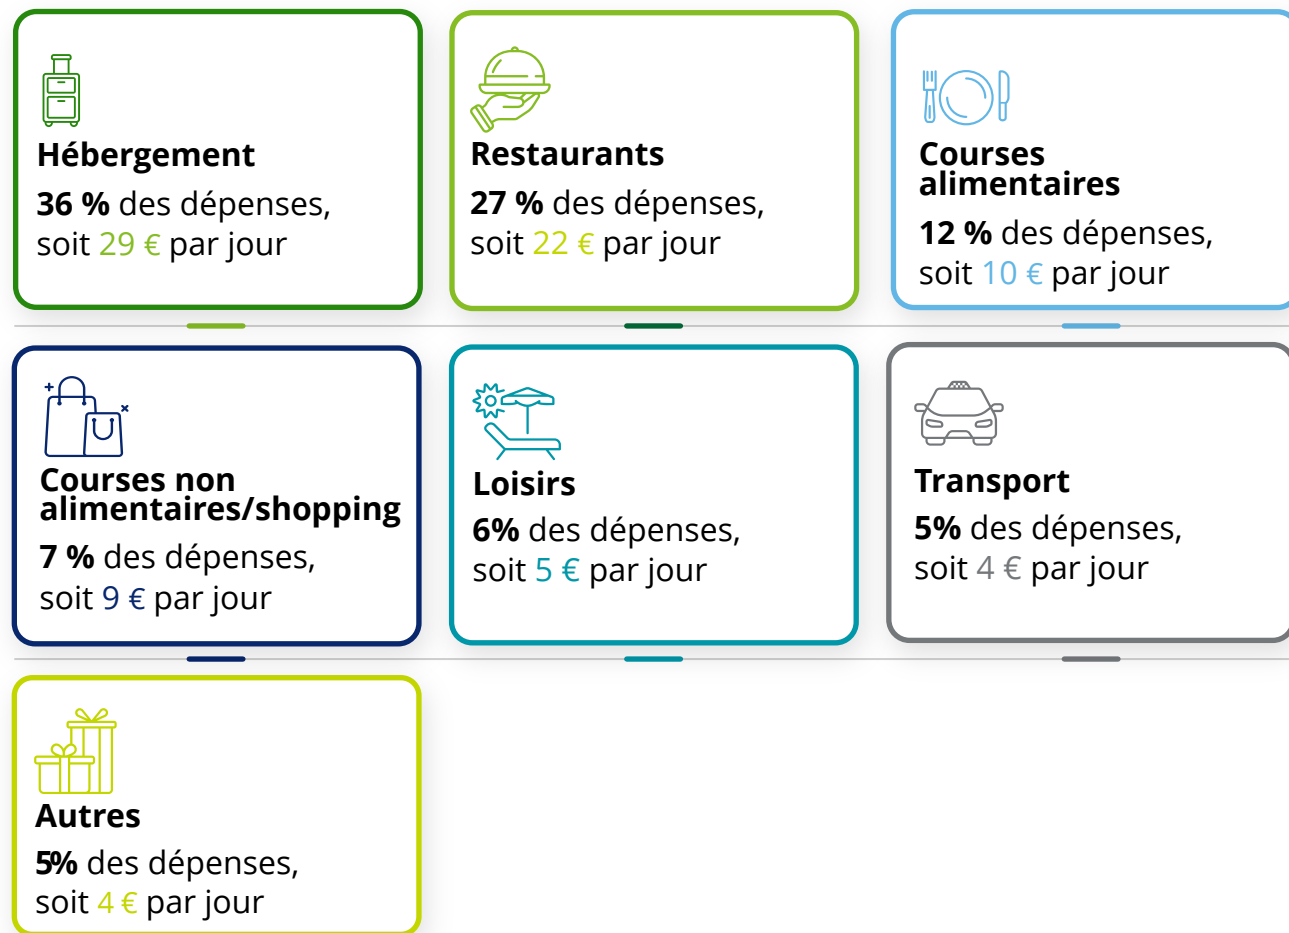 Hébergement
36 % des dépenses,
soit 29 € par jour
Restaurants
27 % des dépenses,
soit 22 € par jour
Courses
alimentaires
12 % des dépenses,
soit 10 € par jour
Courses non
alimentaires/shopping
7 % des dépenses,
soit 9 € par jour
Loisirs
6% des dépenses,
soit 5 € par jour
Transport
5% des dépenses,
soit 4 € par jour
Autres
5% des dépenses,
soit 4 € par jour